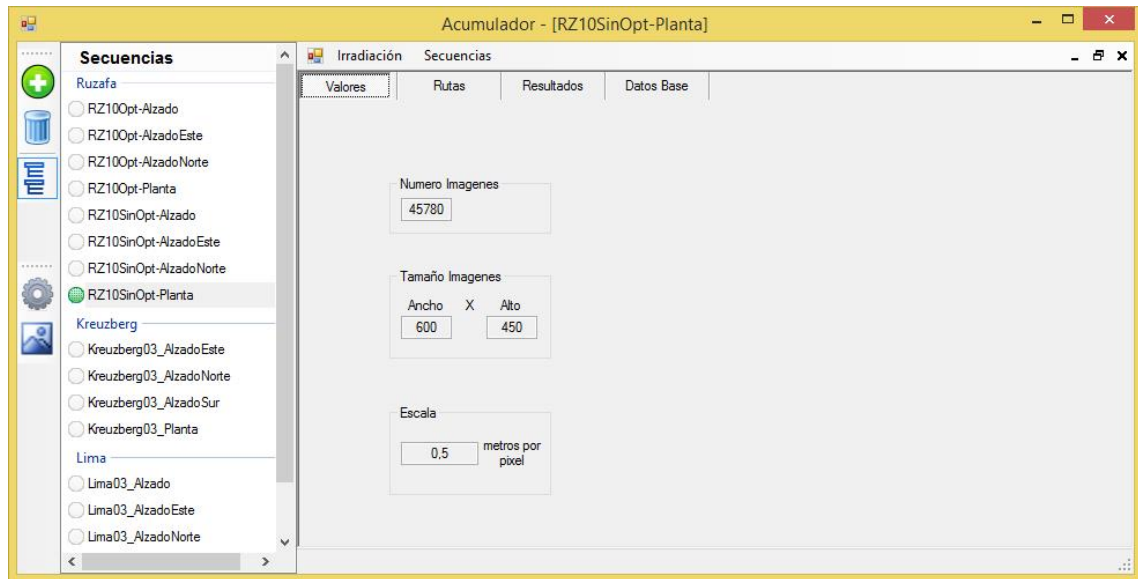 Acumulador - [RZ10SinOpt-Planta]
Secuencias
Ruzafa
RZ10Opt-Alzado
RZ10Opt-AlzadoEste
RZ10Opt-AlzadoNorte
RZ10Opt-Planta
RZ10SinOpt-Alzado
RZ10SinOpt-AlzadoEste
RZ10SinOpt-AlzadoNorte
RZ10SinOpt-Planta
Kreuzberg
Kreuzberg03_AlzadoEste
Kreuzberg03_AlzadoNorte
Kreuzberg03_AlzadoSur
Kreuzberg03_Planta
Lima
Lima03_Alzado
Lima03_AlzadoEste
Lima03_AlzadoNorte
Irradiación Secuencias
Valores Rutas Resultados Datos Base
Numero Imagenes
45780
Tamaño Imagenes
Ancho X Alto
600 450
Escala
0,5 metros por
pixel